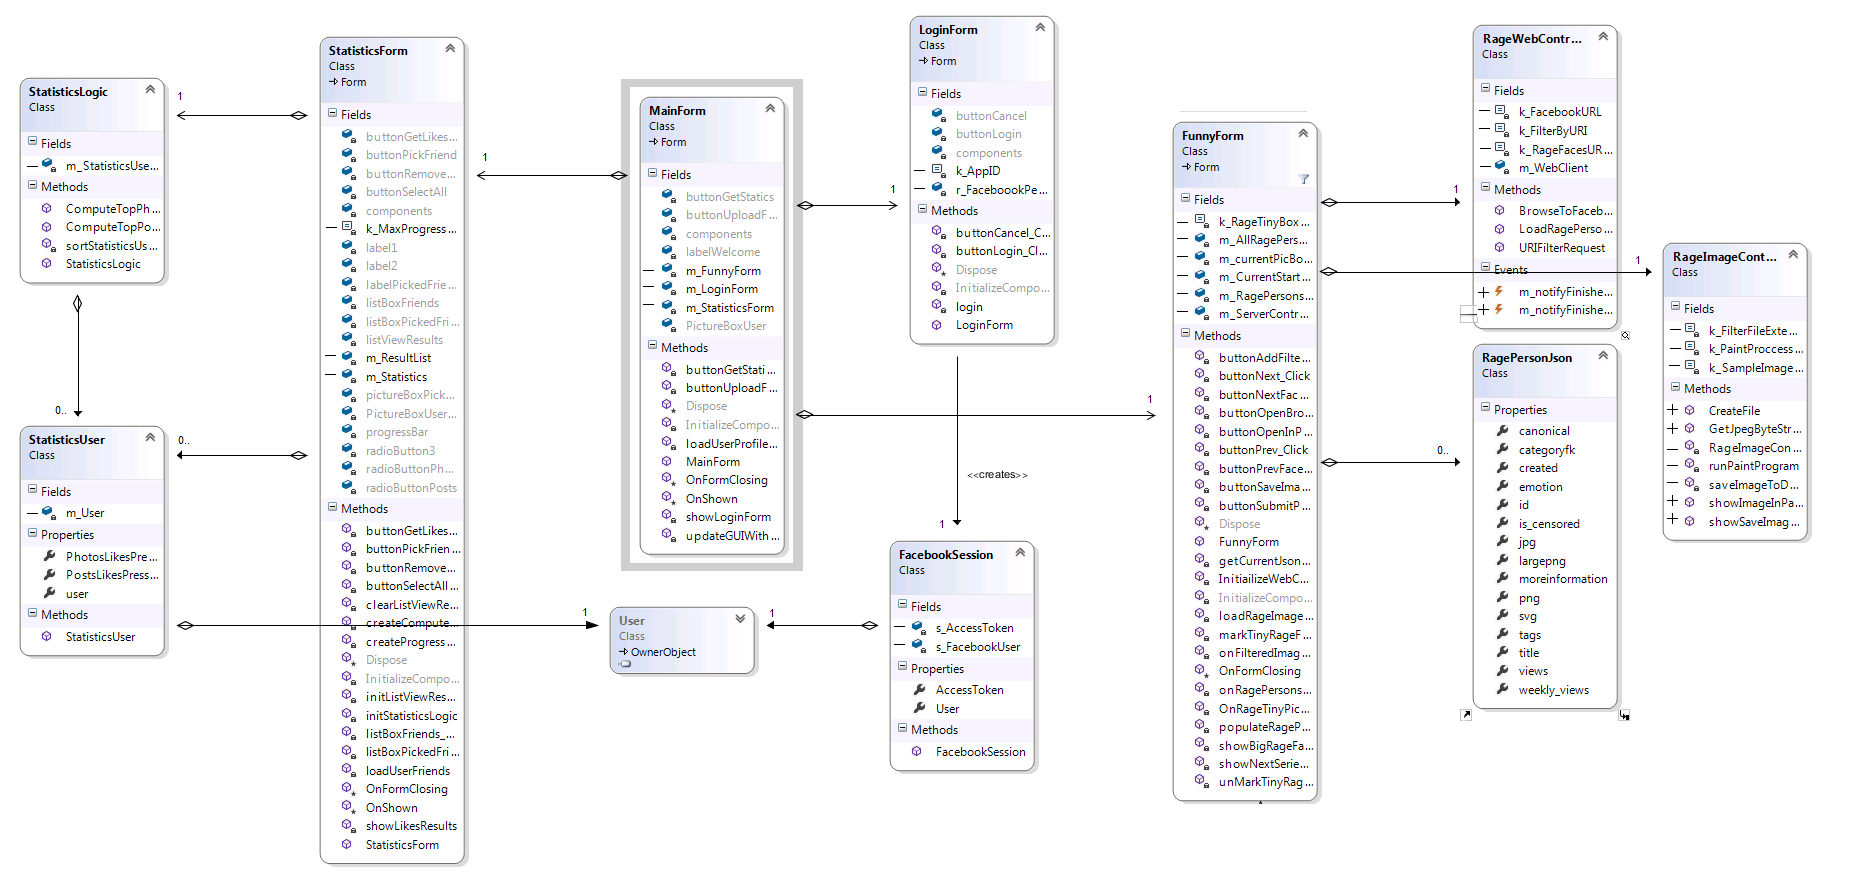 StatisticsLogic
Class
Fields
m_StatisticsUse...
Methods
ComputeTopPh...
ComputeTopPo...
sortStatisticsUs...
StatisticsLogic
1
0..
StatisticsUser
Class
Fields
m_User
Properties
PhotosLikesPre...
PostsLikesPress...
user
Methods
StatisticsUser
0..
1
StatisticsForm
Class
Form
Fields
buttonGetLikes...
buttonPickFriend
buttonRemove...
buttonSelectAll
components
k_MaxProgress...
label1
label2
labelPickedFrie...
listBoxFriends
listBoxPickedFri...
listViewResults
m_ResultList
m_Statistics
pictureBoxPick...
PictureBoxUser...
progressBar
radioButton3
radioButtonPh...
radioButtonPosts
Methods
buttonGetLikes...
buttonPickFrien...
buttonRemove...
buttonSelectAll...
clearListViewRe...
createCompute...
createProgress...
Dispose
InitializeCompo...
initListViewRes...
initStatisticsLogic
listBoxFriends_...
listBoxPickedFri...
loadUserFriends
OnFormClosing
OnShown
showLikesResults
StatisticsForm
1
MainForm
Class
Form
Fields
buttonGetStatics
buttonUploadF...
components
labelWelcome
m_FunnyForm
m_LoginForm
m_StatisticsForm
PictureBoxUser
Methods
buttonGetStati...
buttonUploadF...
Dispose
InitializeCompo...
loadUserProfile...
MainForm
OnFormClosing
OnShown
showLoginForm
updateGUIWith...
1
User
Class
OwnerObject
1
LoginForm
Class
Form
Fields
buttonCancel
buttonLogin
components
k_AppID
r_FaceboookPe...
Methods
buttonCancel_C...
buttonLogin_Cl...
Dispose
InitializeCompo...
login
LoginForm
<<creates>>
1
FacebookSession
Class
Fields
s_AccessToken
s_FacebookUser
Properties
AccessToken
User
Methods
FacebookSession
1
FunnyForm
Class
Form
Fields
k_RageTinyBox...
m_AllRagePers...
m_currentPicBo...
m_CurrentStart...
m_RagePersons...
m_ServerContr...
Methods
buttonAddFilte...
buttonNext_Click
buttonNextFac...
buttonOpenBro...
buttonOpenInP...
buttonPrev_Click
buttonPrevFace...
buttonSaveIma...
buttonSubmitP...
Dispose
FunnyForm
getCurrentJson...
InitiailizeWebC...
InitializeCompo...
loadRageImage...
markTinyRageF...
onFilteredImag...
OnFormClosing
onRagePersons...
OnRageTinyPic...
populateRageP...
showBigRageFa...
showNextSerie...
unMarkTinyRag...
1
1
0..
RageWebContr...
Class
Fields
k_FacebookURL
k_FilterByURI
k_RageFacesUR...
m_WebClient
Methods
BrowseToFaceb...
LoadRagePerso...
URIFilterRequest
Events
m_notifyFinishe...
m_notifyFinishe...
RagePersonJson
Class
Properties
canonical
categoryfk
created
emotion
id
is_censored
jpg
largepng
moreinformation
png
svg
tags
title
views
weekly_views
RageImageCont...
Class
Fields
k_FilterFileExte...
k_PaintProccess...
k_SampleImage...
Methods
CreateFile
GetJpegByteStr...
RageImageCon...
runPaintProgram
saveImageToD...
showImageInPa...
showSaveImag...